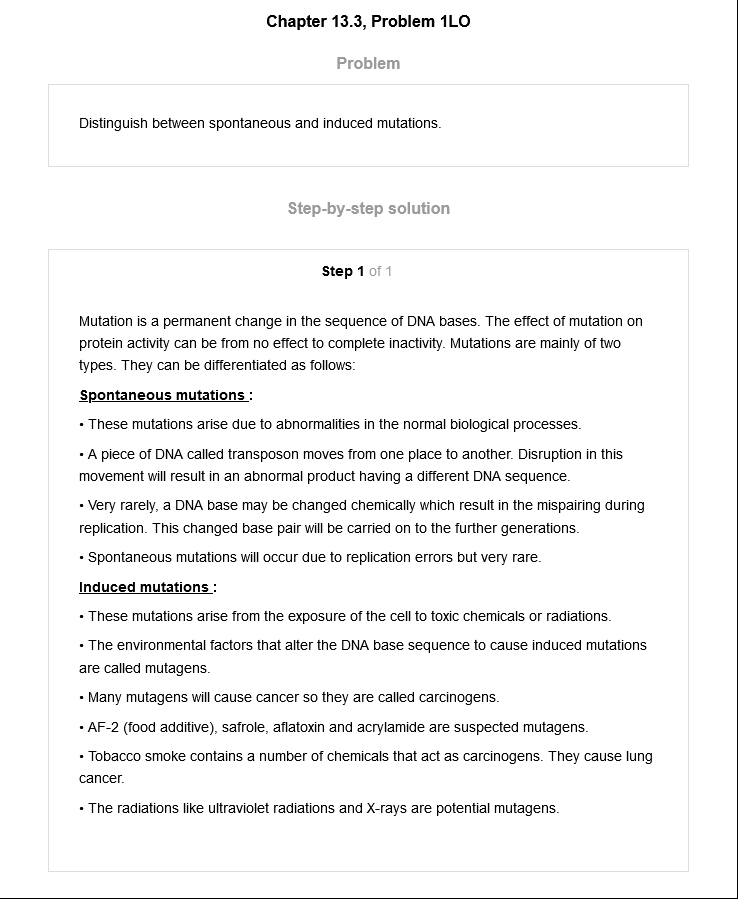 Chapter 13.3, Problem 1LO
Problem
Distinguish between spontaneous and induced mutations.
Step-by-step solution
Step 1 of 1
Mutation is a permanent change in the sequence of DNA bases. The effect of mutation on
protein activity can be from no effect to complete inactivity. Mutations are mainly of two
types. They can be differentiated as follows:
Spontaneous mutations :
• These mutations arise due to abnormalities in the normal biological processes.
• A piece of DNA called transposon moves from one place to another. Disruption in this
movement will result in an abnormal product having a different DNA sequence.
• Very rarely, a DNA base may be changed chemically which result in the mispairing during
replication. This changed base pair will be carried on to the further generations.
• Spontaneous mutations will occur due to replication errors but very rare.
Induced mutations :
• These mutations arise from the exposure of the cell to toxic chemicals or radiations.
• The environmental factors that alter the DNA base sequence to cause induced mutations
are called mutagens.
• Many mutagens will cause cancer so they are called carcinogens.
• AF-2 (food additive), safrole, aflatoxin and acrylamide are suspected mutagens.
• Tobacco smoke contains a number of chemicals that act as carcinogens. They cause lung
cancer.
• The radiations like ultraviolet radiations and X-rays are potential mutagens.